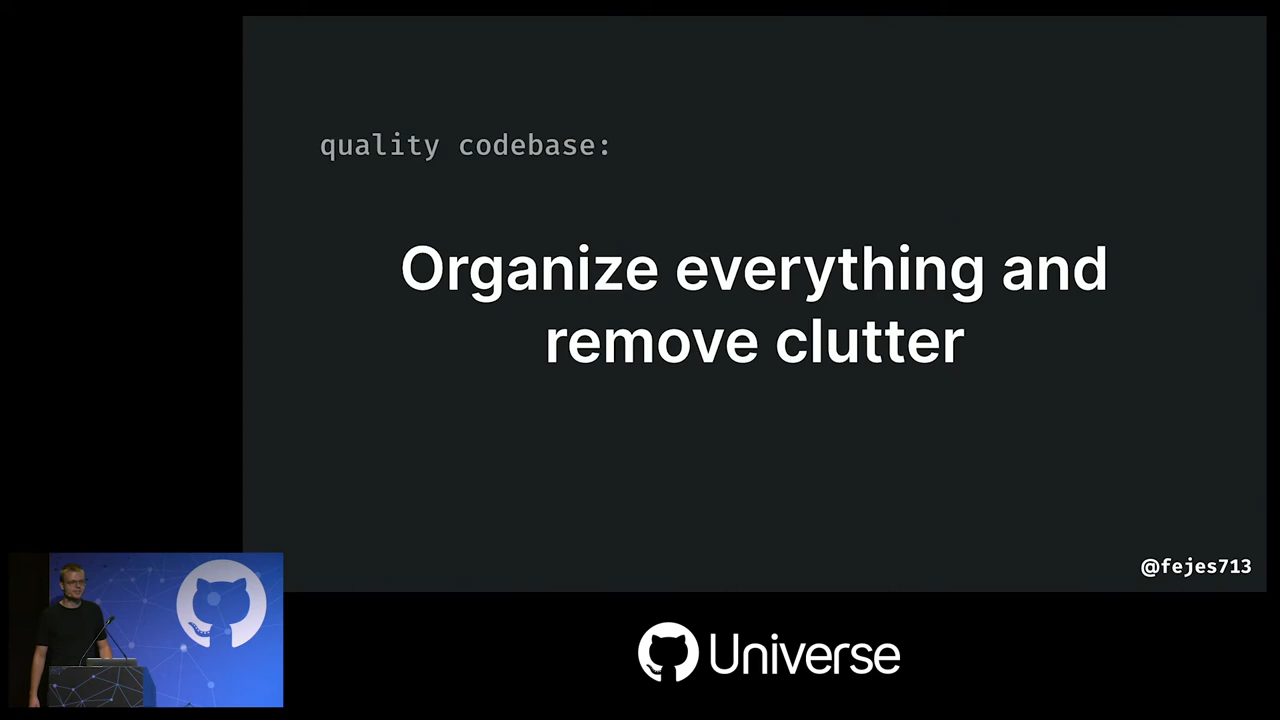 quality codebase:
Organize everything and
remove clutter
@fejes713
Universe